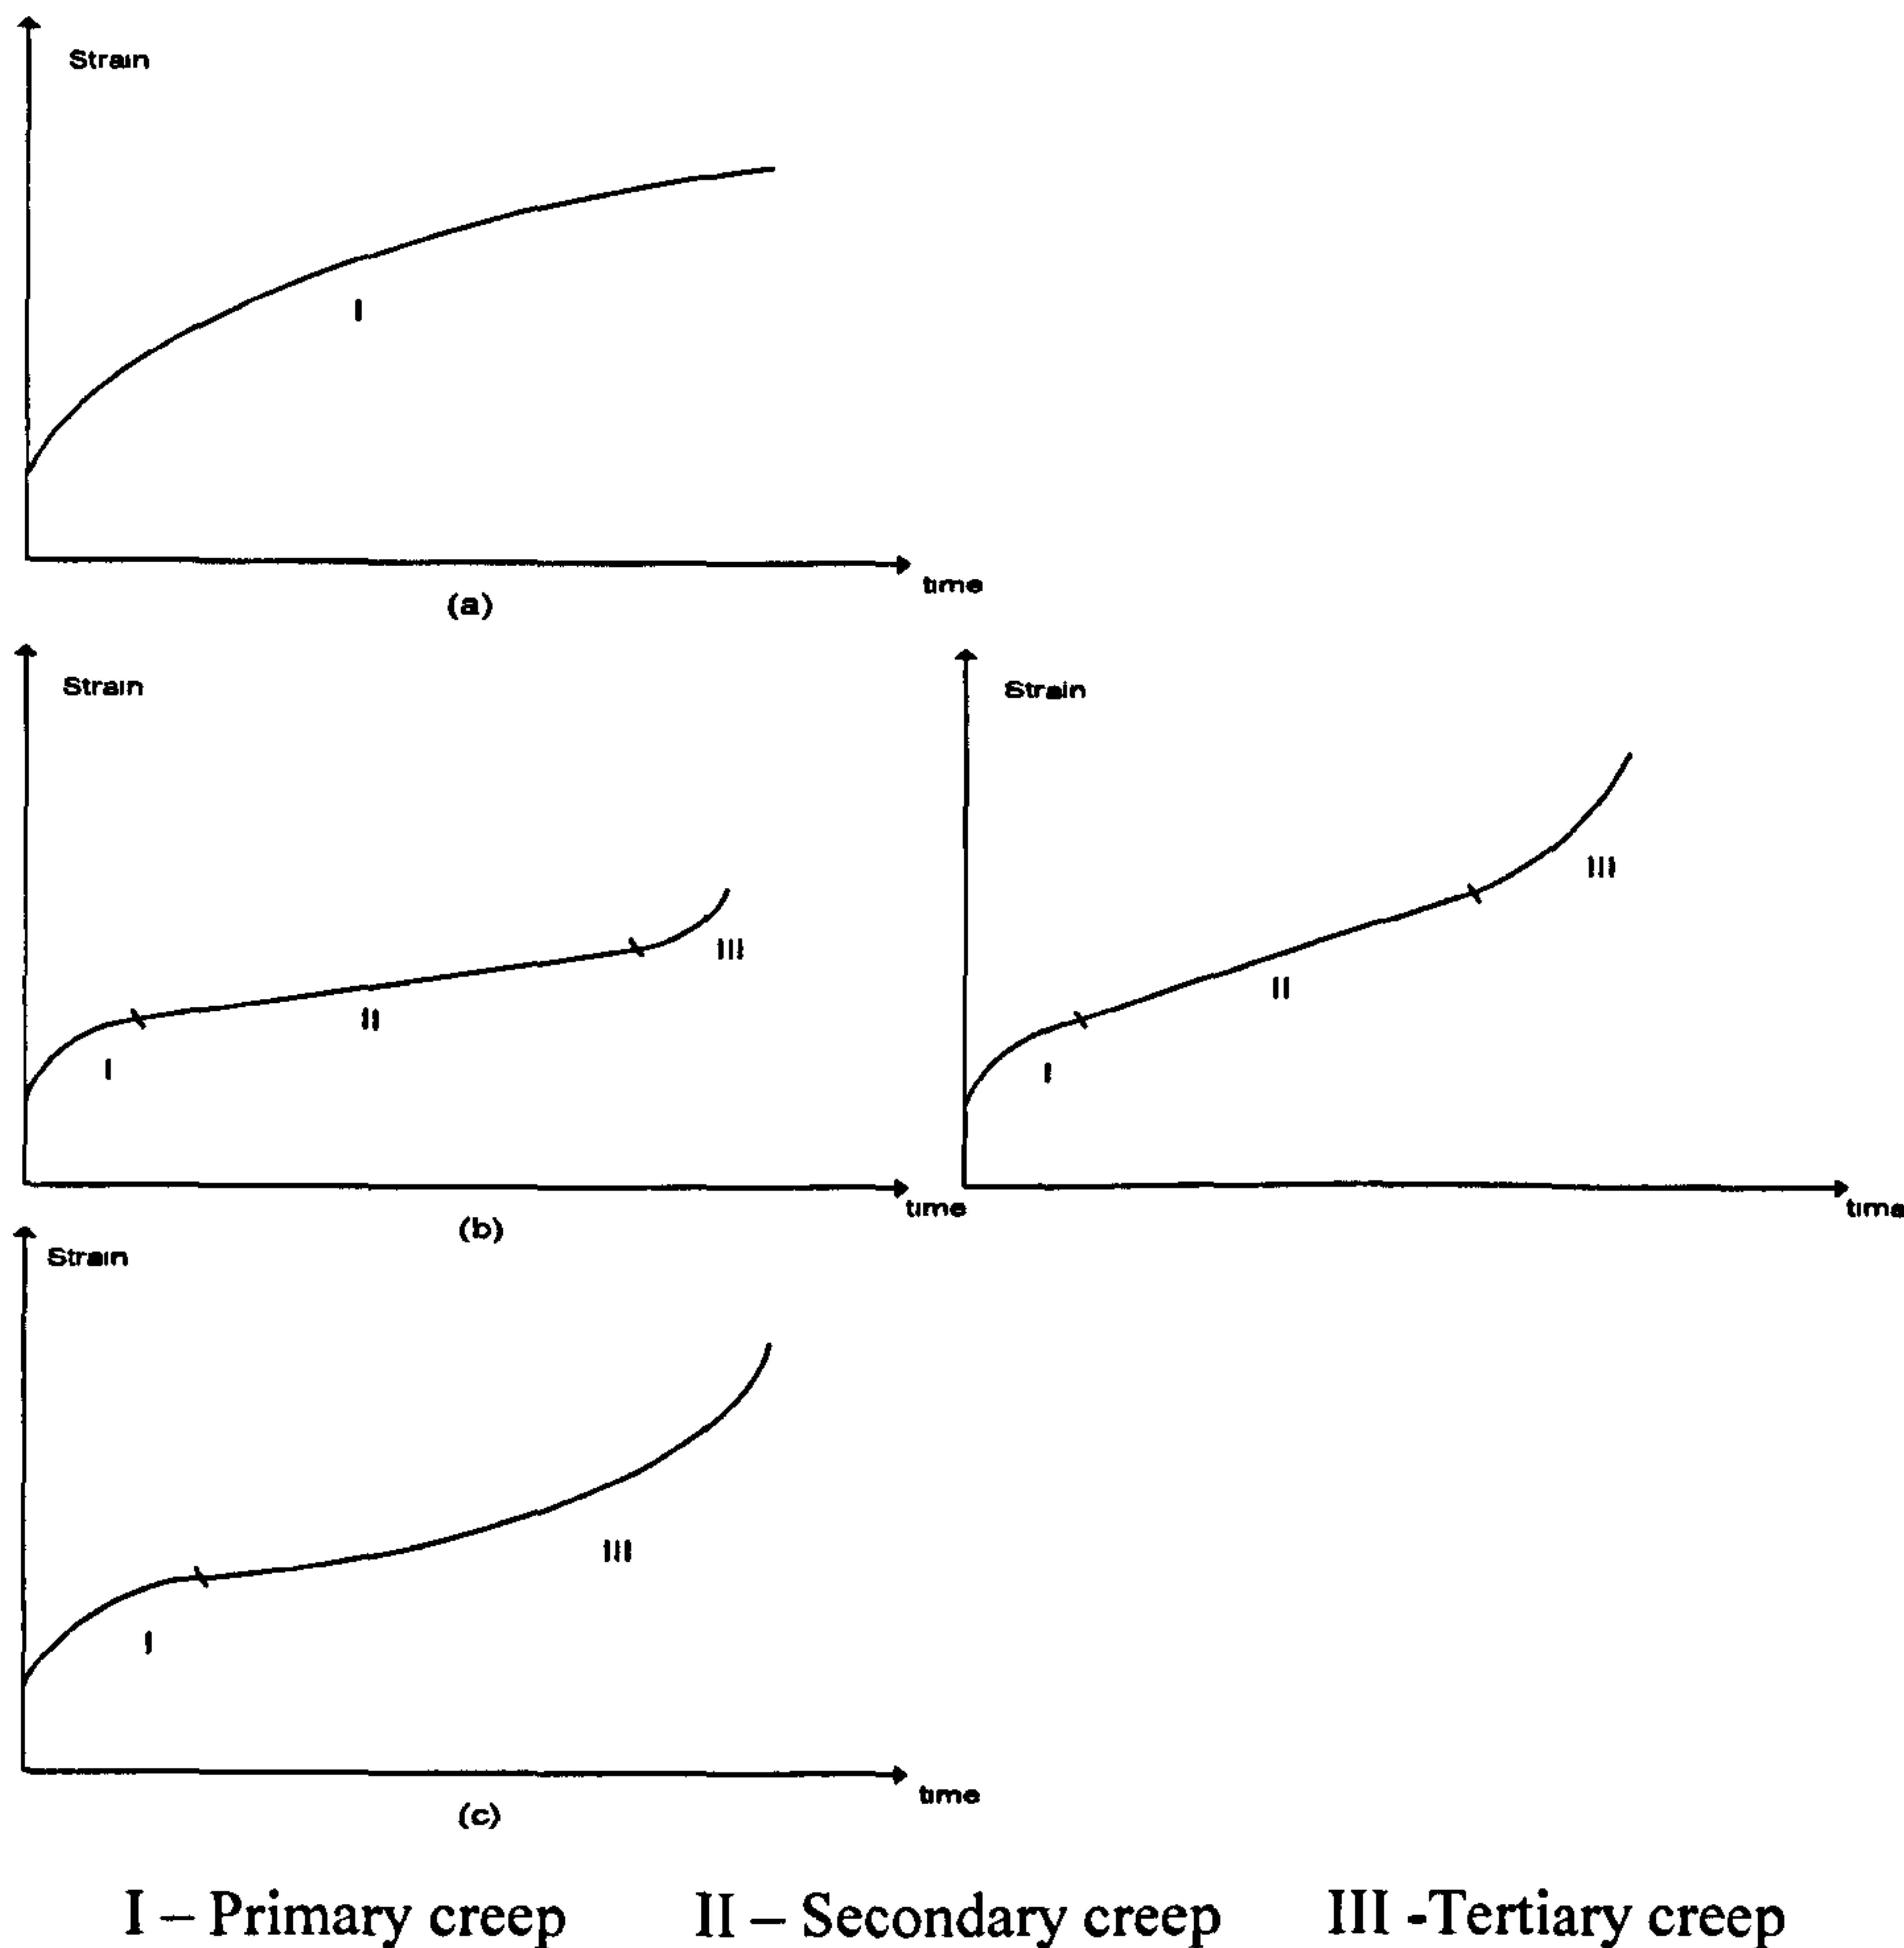 Strain
I
time
(a)
Strain
I
II
III
time
(b)
Strain
I
II
III
time
Strain
I
III
time
(c)
I – Primary creep II – Secondary creep III -Tertiary creep